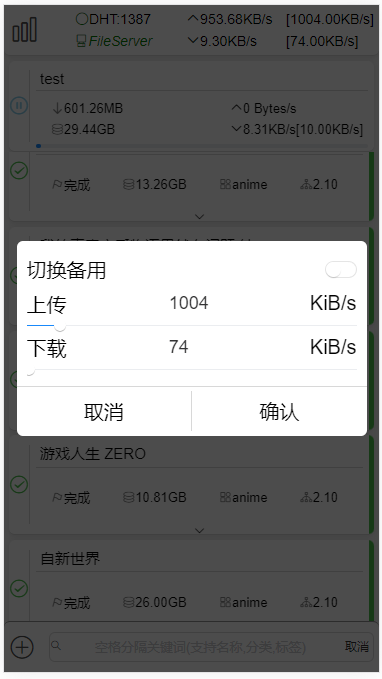 DHT:1387 953.68KB/s [1004.00KB/s]
FileServer 9.30KB/s [74.00KB/s]
test
601.26MB 0 Bytes/s
29.44GB 8.31KB/s[10.00KB/s]
完成 13.26GB anime 2.10
切换备用
上传 1004 KiB/s
下载 74 KiB/s
取消 确认
游戏人生 ZERO
完成 10.81GB anime 2.10
自新世界
完成 26.00GB anime 2.10
空格分隔关键词(支持名称,分类,标签) 取消